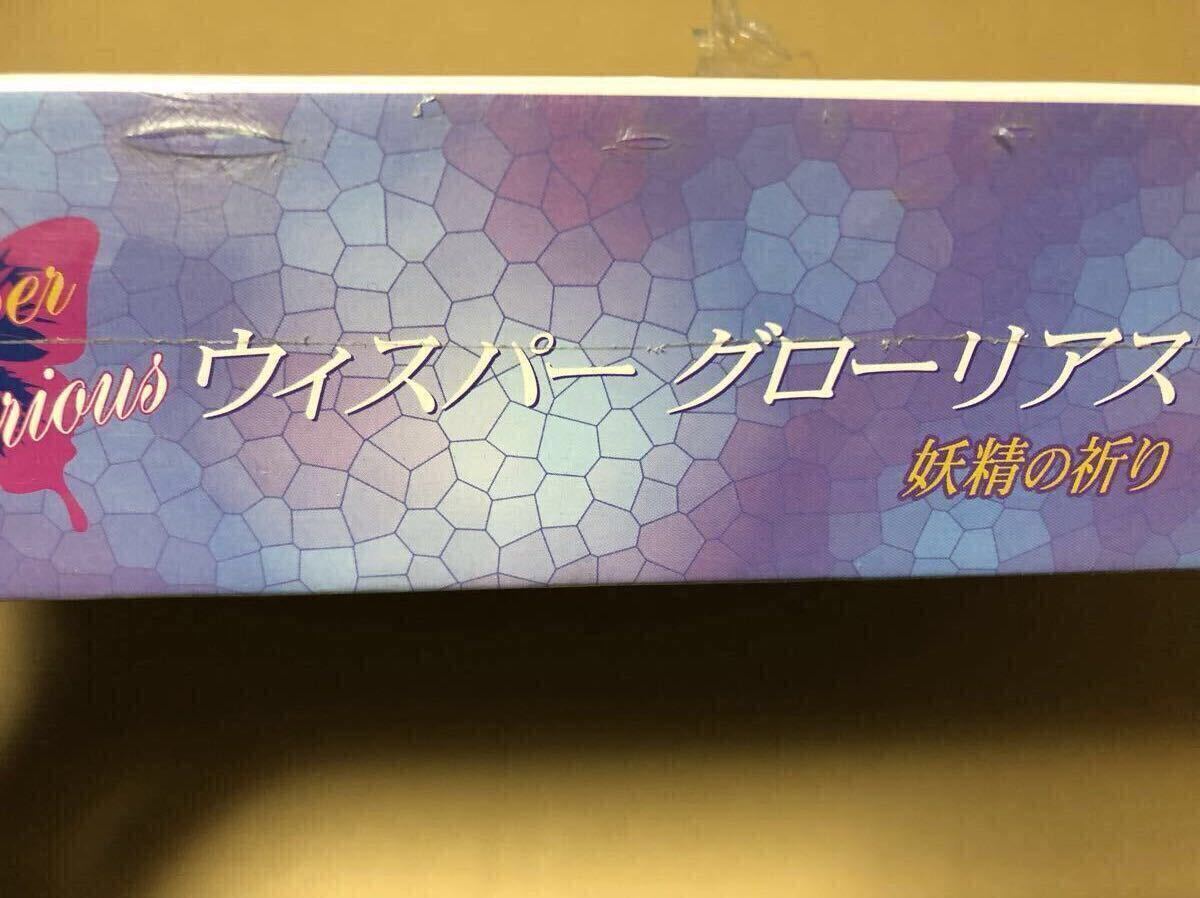 ウィスパー グローリアス
妖精の祈り